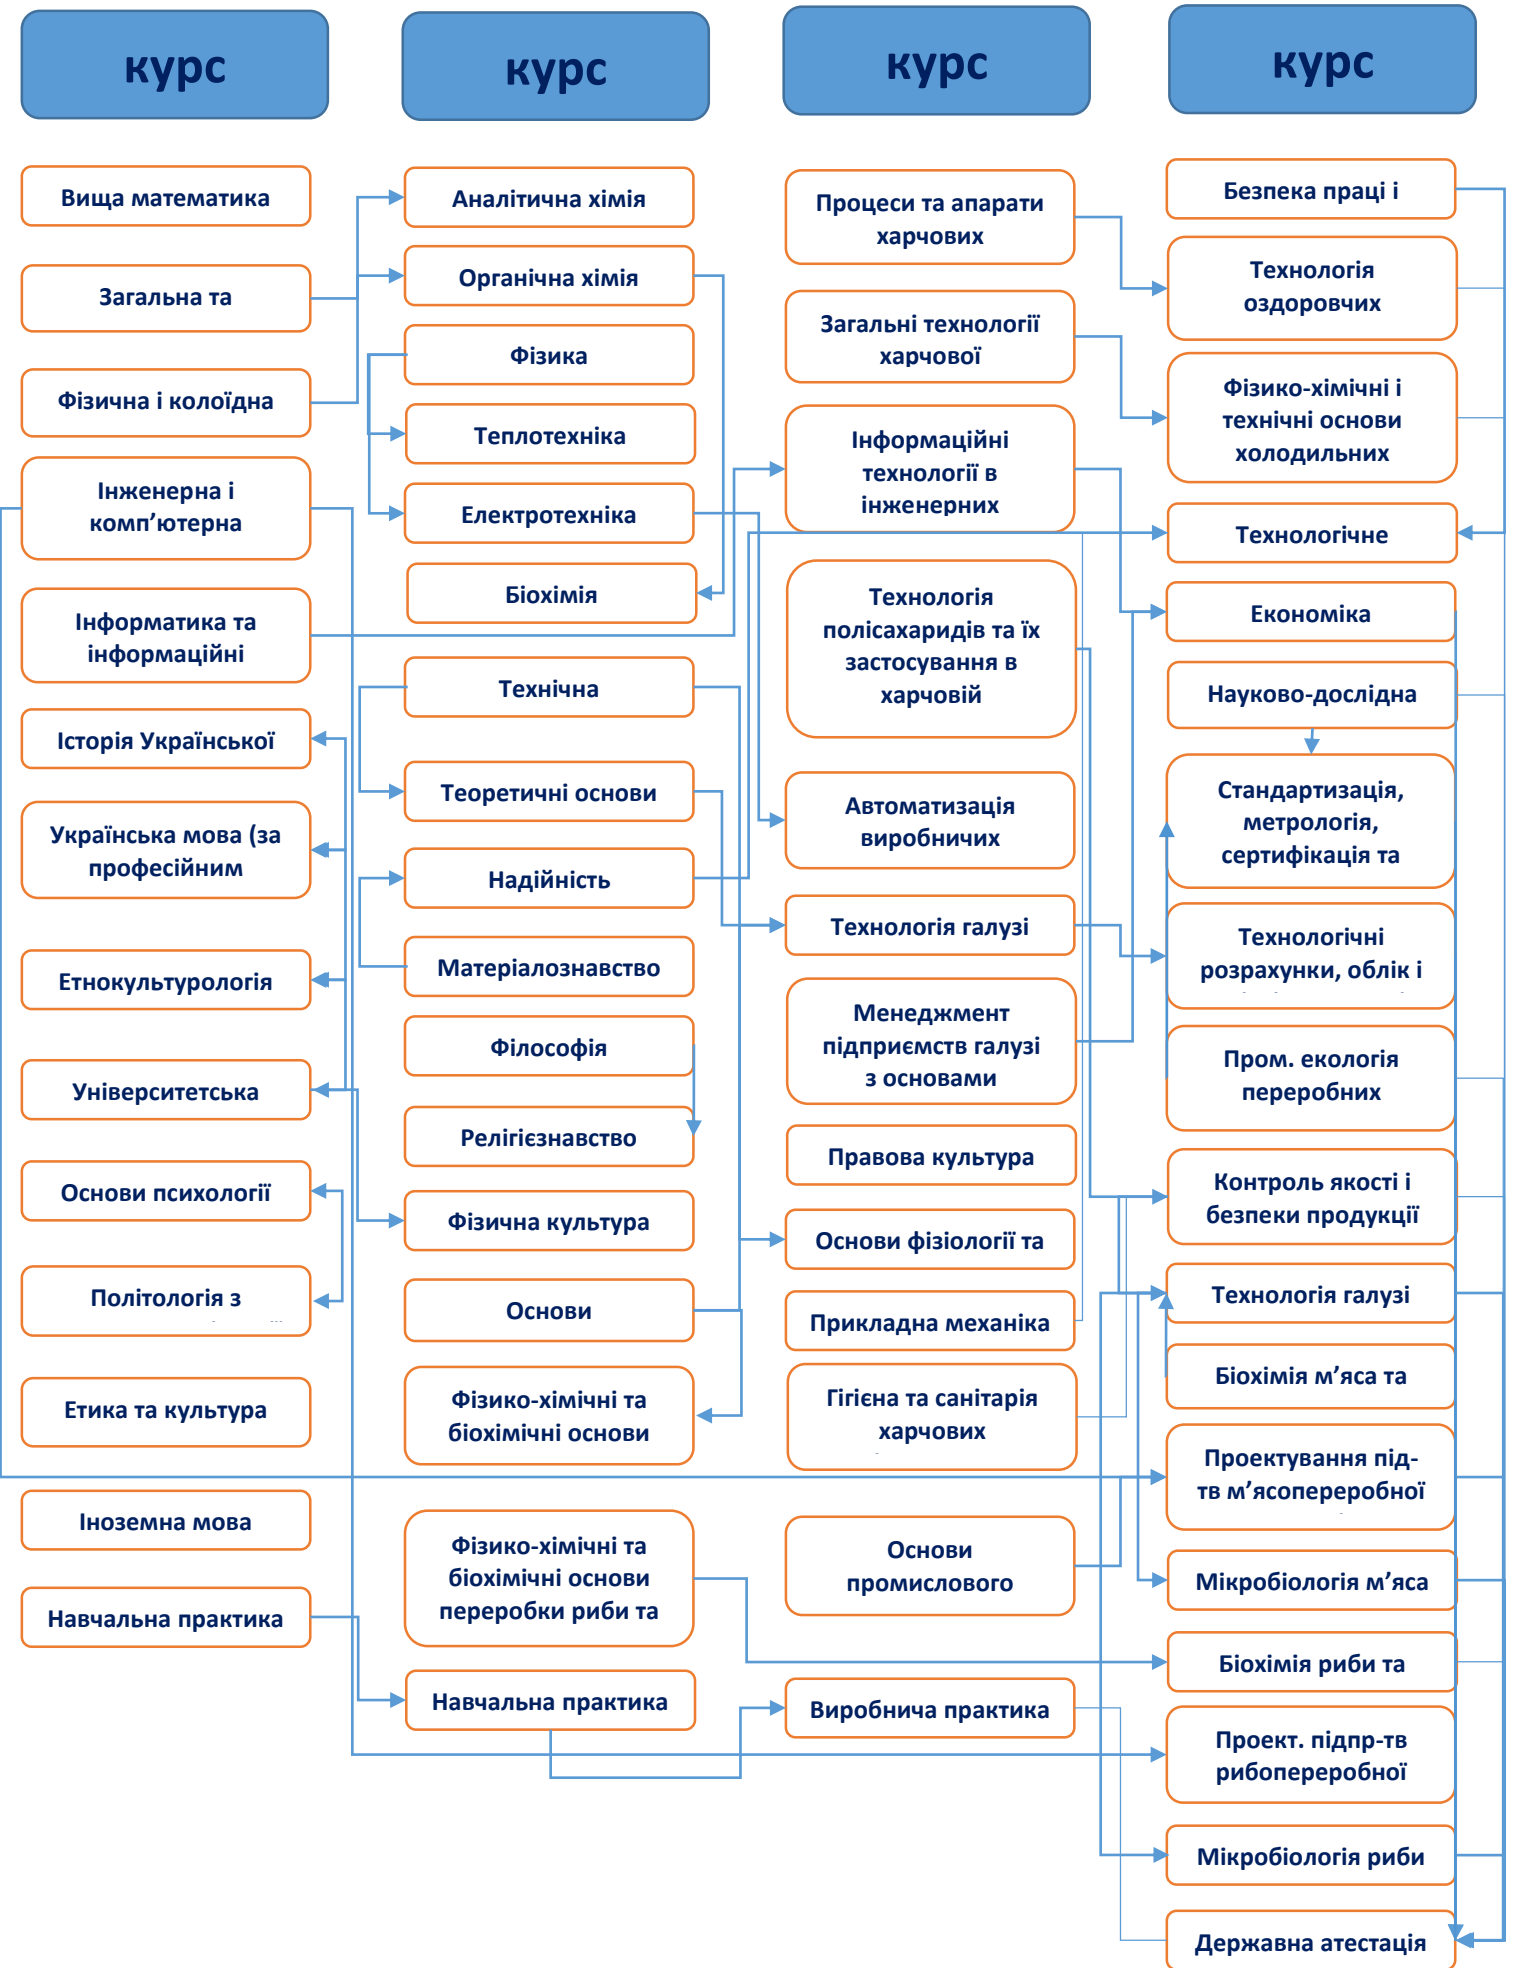 курс
курс
курс
курс
Вища математика
Загальна та
Фізична і колоїдна
Інженерна і
комп’ютерна
Інформатика та
інформаційні
Історія Української
Українська мова (за
професійним
Етнокультурологія
Університетська
Основи психології
Політологія з
Етика та культура
Іноземна мова
Навчальна практика
Аналітична хімія
Органічна хімія
Фізика
Теплотехніка
Електротехніка
Біохімія
Технічна
Теоретичні основи
Надійність
Матеріалознавство
Філософія
Релігієзнавство
Фізична культура
Основи
Фізико-хімічні та
біохімічні основи
Фізико-хімічні та
біохімічні основи
переробки риби та
Навчальна практика
Процеси та апарати
харчових
Загальні технології
харчової
Інформаційні
технології в
інженерних
Технологія
полісахаридів та їх
застосування в
харчовій
Автоматизація
виробничих
Технологія галузі
Менеджмент
підприємств галузі
з основами
Правова культура
Основи фізіології та
Прикладна механіка
Гігієна та санітарія
харчових
Основи
промислового
Виробнича практика
Безпека праці і
Технологія
оздоровчих
Фізико-хімічні і
технічні основи
холодильних
Технологічне
Економіка
Науково-дослідна
Стандартизація,
метрологія,
сертифікація та
Технологічні
розрахунки, облік і
Пром. екологія
переробних
Контроль якості і
безпеки продукції
Технологія галузі
Біохімія м’яса та
Проектування під-
тв м’ясопереробної
Мікробіологія м’яса
Біохімія риби та
Проект. підпр-тв
рибопереробної
Мікробіологія риби
Державна атестація